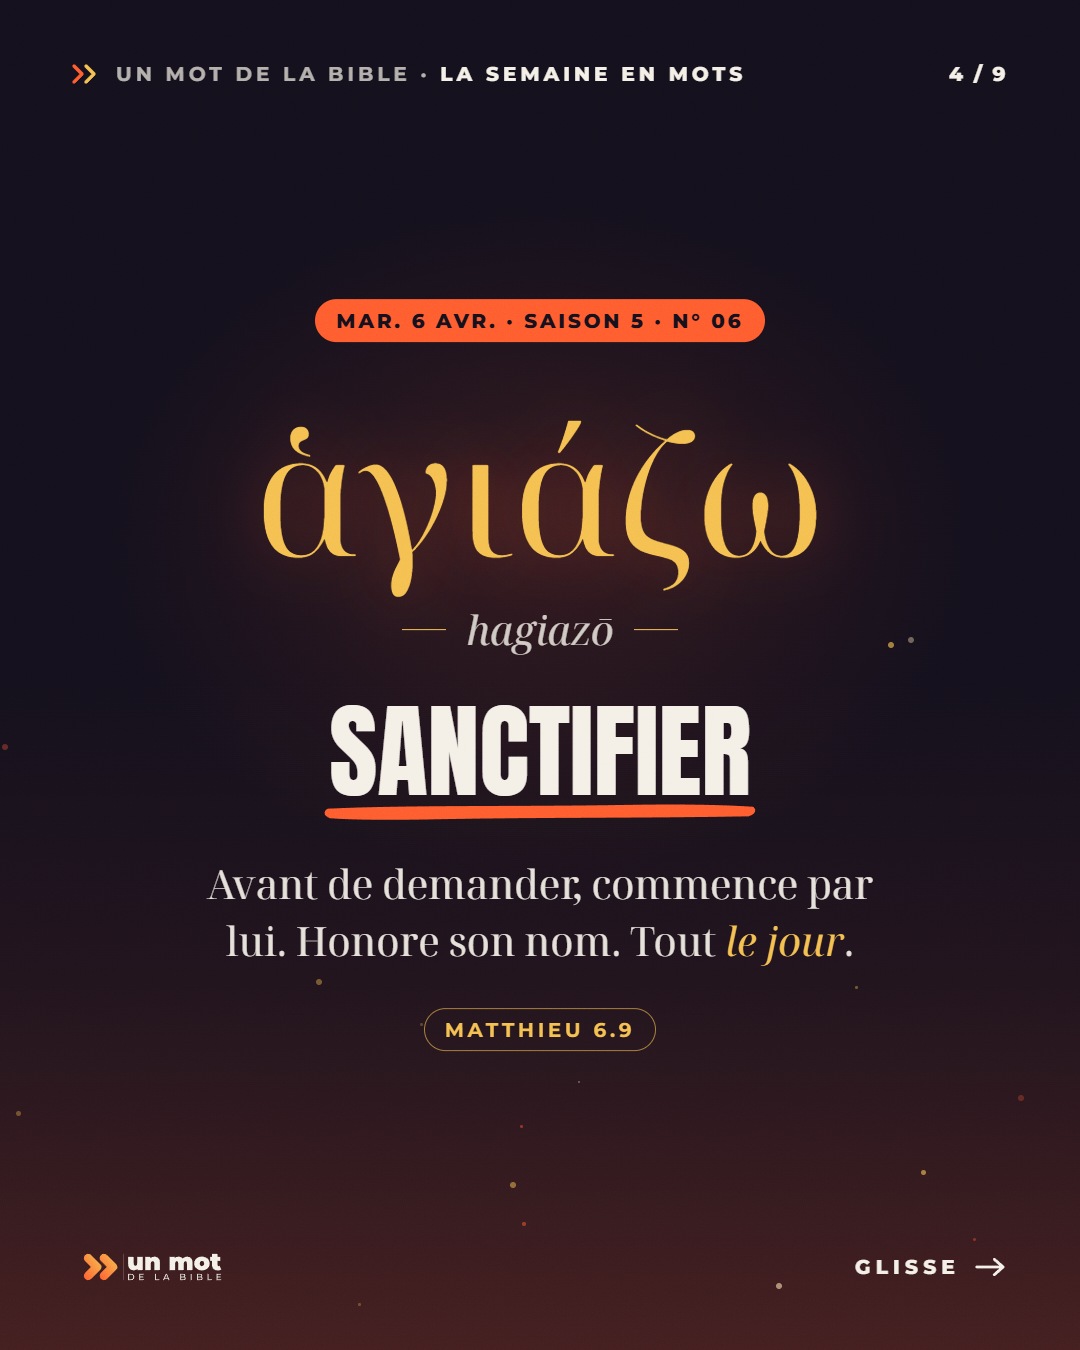 UN MOT DE LA BIBLE · LA SEMAINE EN MOTS
4 / 9
MAR. 6 AVR. · SAISON 5 · N° 06
ἁγιάζω
hagiazō
SANCTIFIER
Avant de demander, commence par
lui. Honore son nom. Tout le jour.
MATTHIEU 6.9
un mot
DE LA BIBLE
GLISSE →